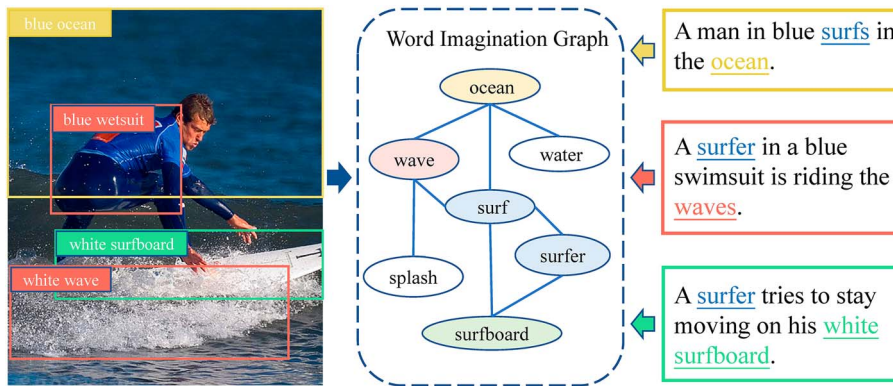 blue ocean
blue wetsuit
white surfboard
white wave
Word Imagination Graph
ocean
wave
water
surf
surfer
splash
surfboard
A man in blue surfs in
the ocean.
A surfer in a blue
swimsuit is riding the
waves.
A surfer tries to stay
moving on his white
surfboard.